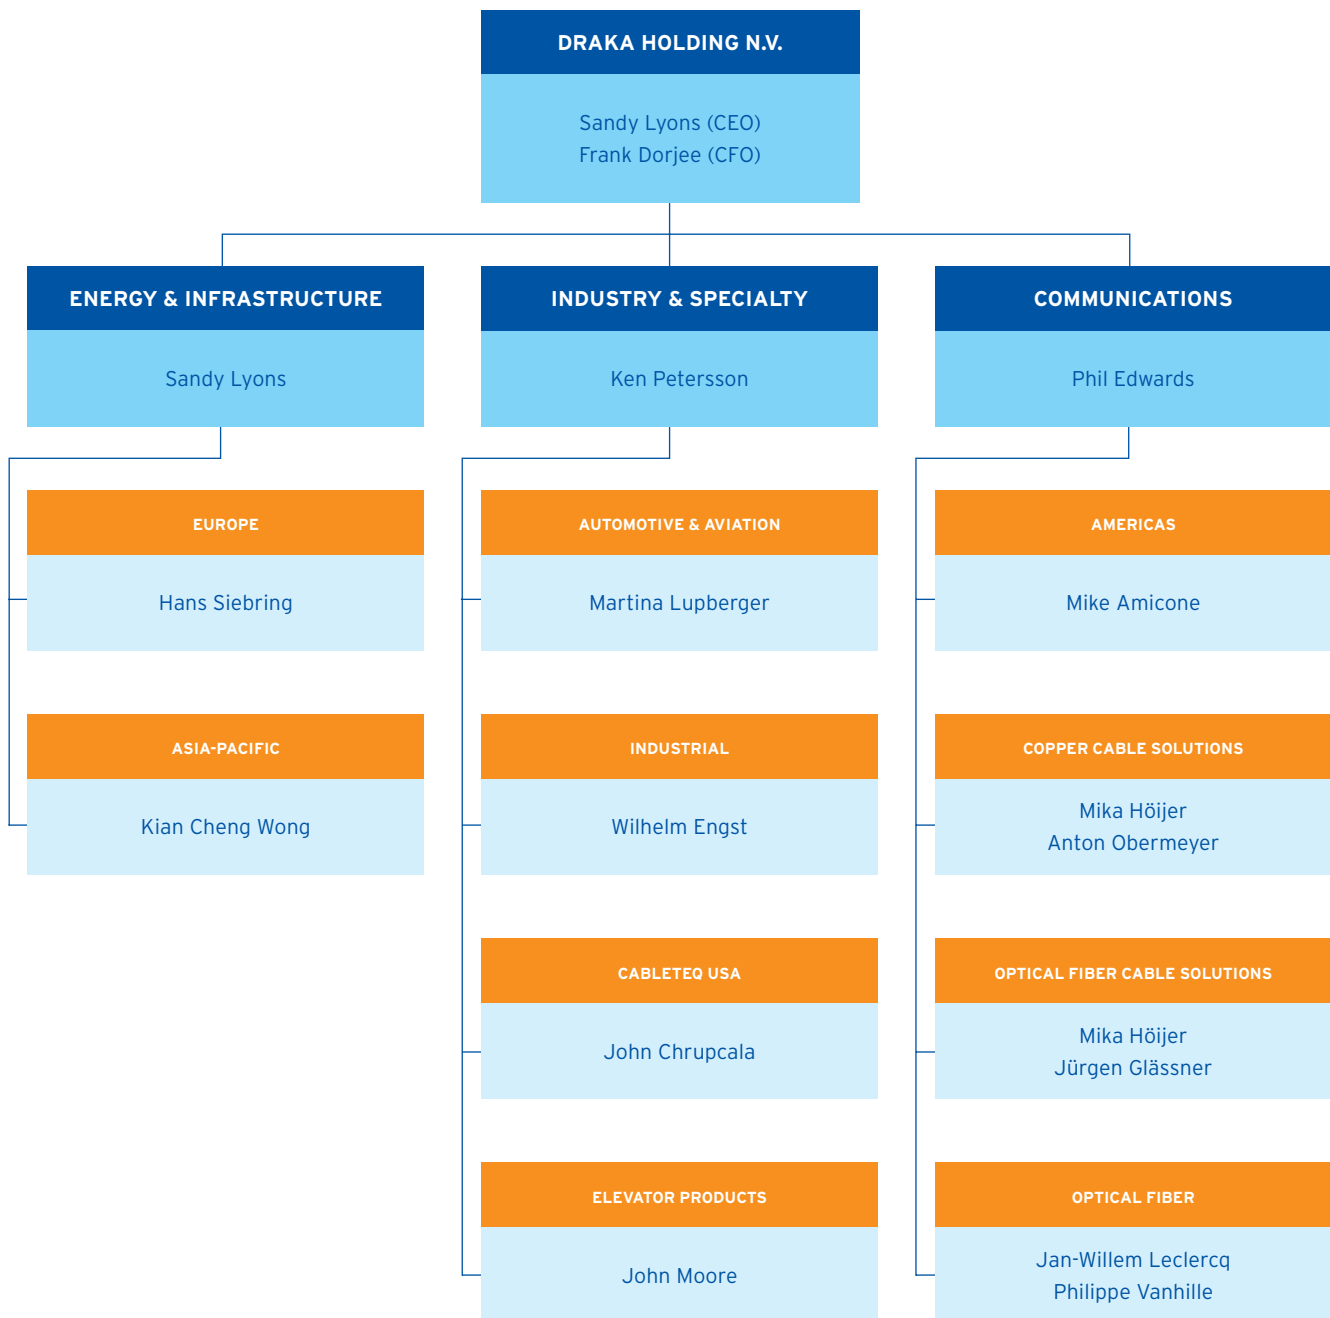 DRAKA HOLDING N.V.
Sandy Lyons (CEO)
Frank Dorjee (CFO)
ENERGY & INFRASTRUCTURE
Sandy Lyons
EUROPE
Hans Siebring
ASIA-PACIFIC
Kian Cheng Wong
INDUSTRY & SPECIALTY
Ken Petersson
AUTOMOTIVE & AVIATION
Martina Lupberger
INDUSTRIAL
Wilhelm Engst
CABLETEQ USA
John Chrupcala
ELEVATOR PRODUCTS
John Moore
COMMUNICATIONS
Phil Edwards
AMERICAS
Mike Amicone
COPPER CABLE SOLUTIONS
Mika Höijer
Anton Obermeyer
OPTICAL FIBER CABLE SOLUTIONS
Mika Höijer
Jürgen Glässner
OPTICAL FIBER
Jan-Willem Leclercq
Philippe Vanhille